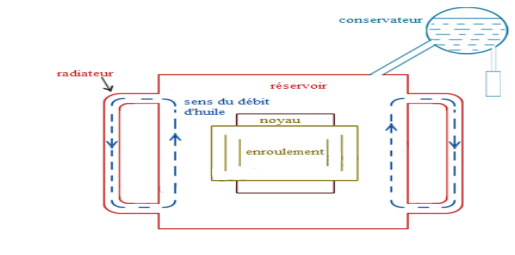 conservateur
radiateur
réservoir
sens du débit
d'huile
noyau
enroulement